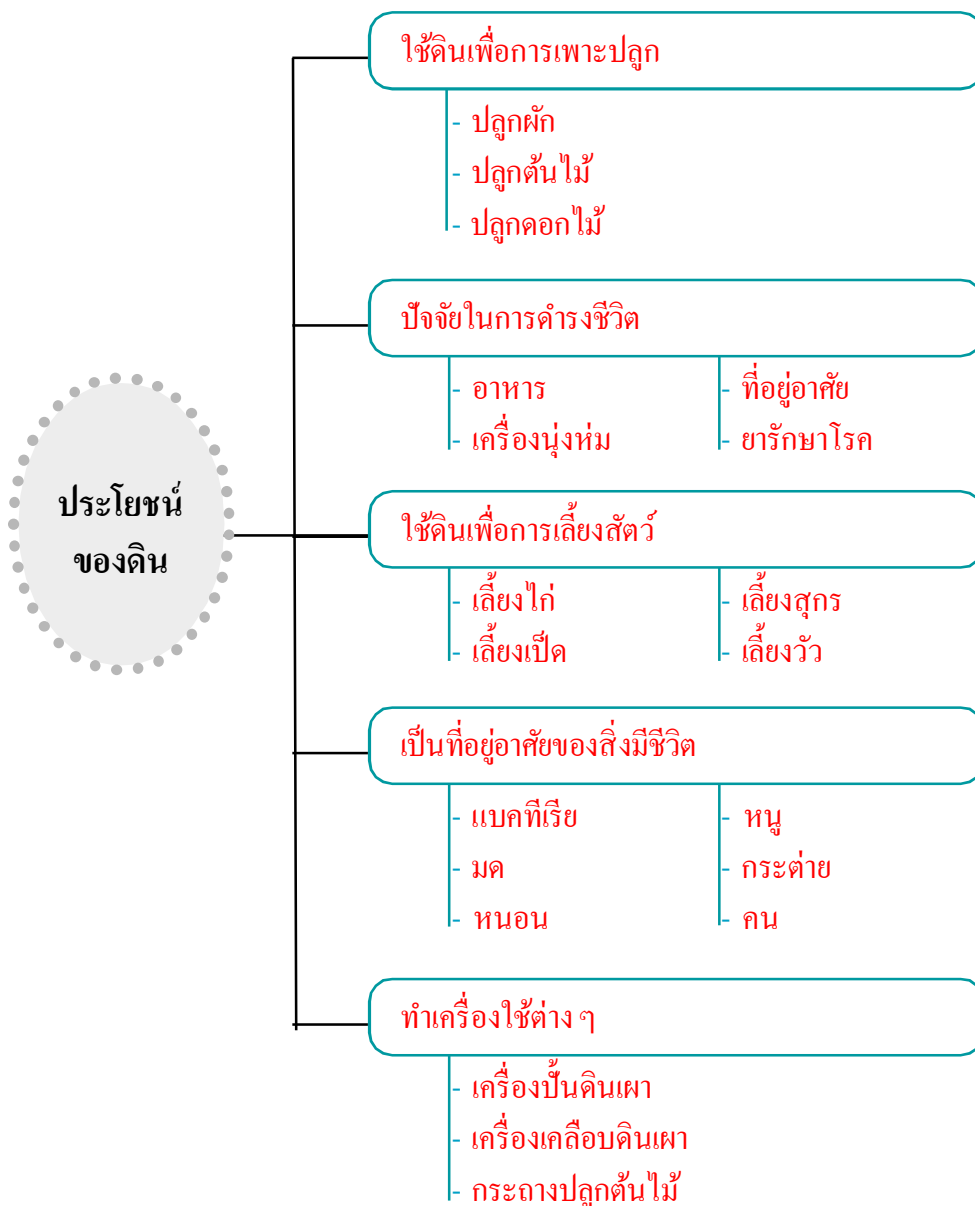 ประโยชน์
ของดิน
ใช้ดินเพื่อการเพาะปลูก
- ปลูกผัก
- ปลูกต้นไม้
- ปลูกดอกไม้
ปัจจัยในการดำรงชีวิต
- อาหาร
- เครื่องนุ่งห่ม
- ที่อยู่อาศัย
- ยารักษาโรค
ใช้ดินเพื่อการเลี้ยงสัตว์
- เลี้ยงไก่
- เลี้ยงเป็ด
- เลี้ยงสุกร
- เลี้ยงวัว
เป็นที่อยู่อาศัยของสิ่งมีชีวิต
- แบคทีเรีย
- มด
- หนอน
- หนู
- กระต่าย
- คน
ทำเครื่องใช้ต่าง ๆ
- เครื่องปั้นดินเผา
- เครื่องเคลือบดินเผา
- กระถางปลูกต้นไม้